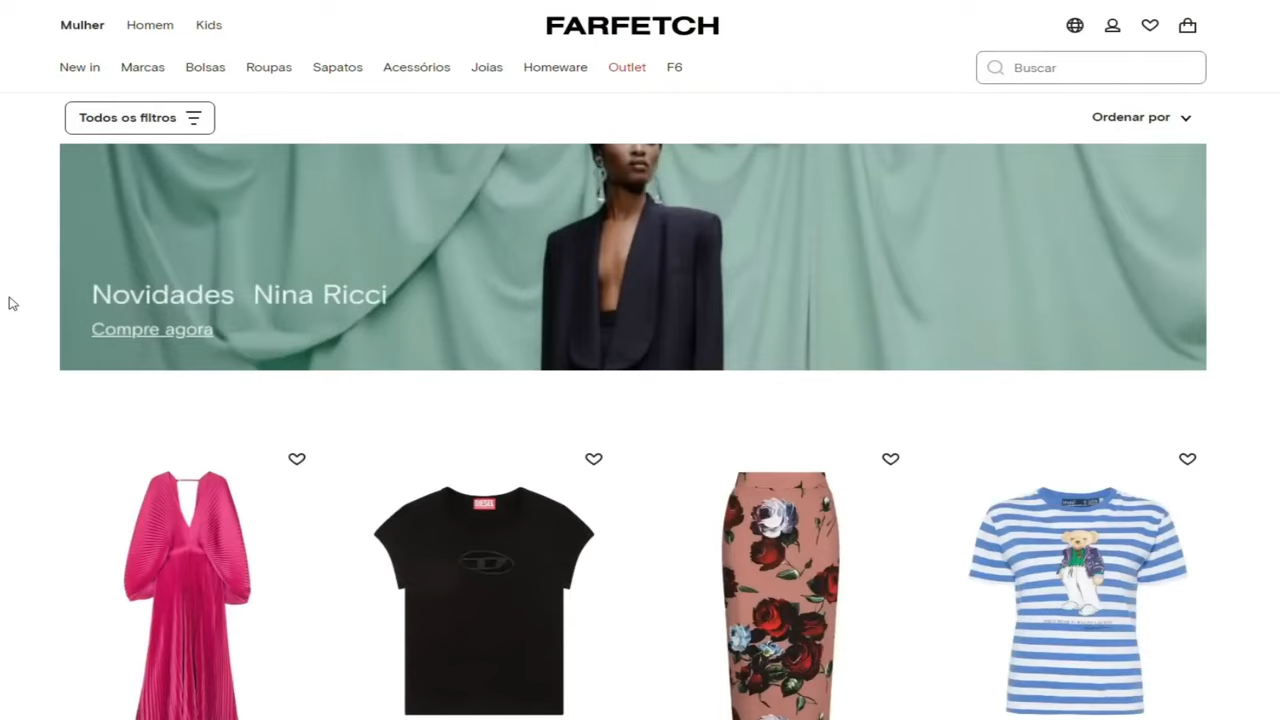 Mulher Homem Kids
FARFETCH
New in Marcas Bolsas Roupas Sapatos Acessórios Joias Homeware Outlet F6
Buscar
Todos os filtros
Ordenar por
Novidades Nina Ricci
Compre agora
DIESEL